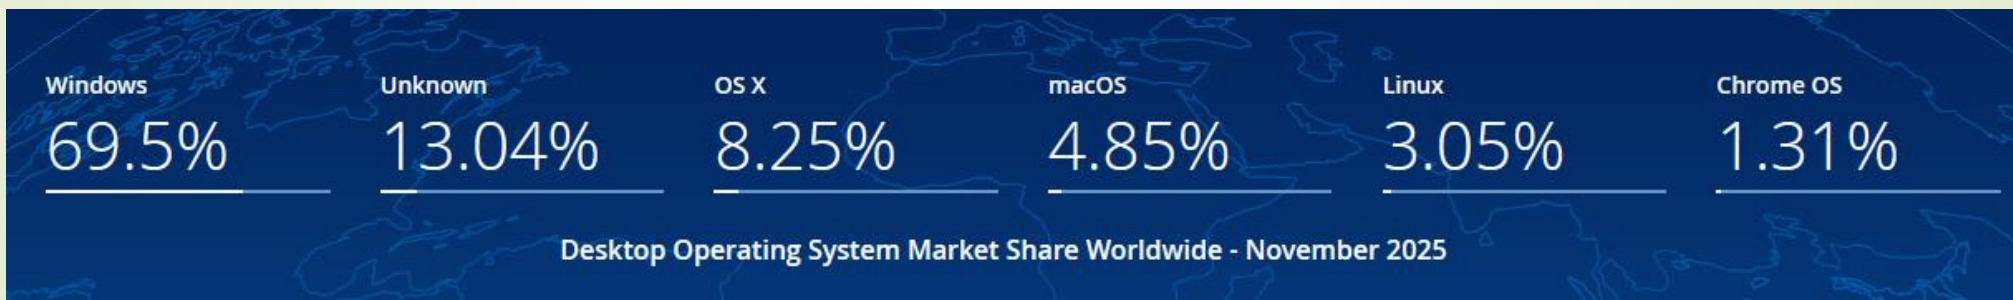 Windows Unknown OS X macOS Linux Chrome OS
69.5% 13.04% 8.25% 4.85% 3.05% 1.31%
Desktop Operating System Market Share Worldwide - November 2025